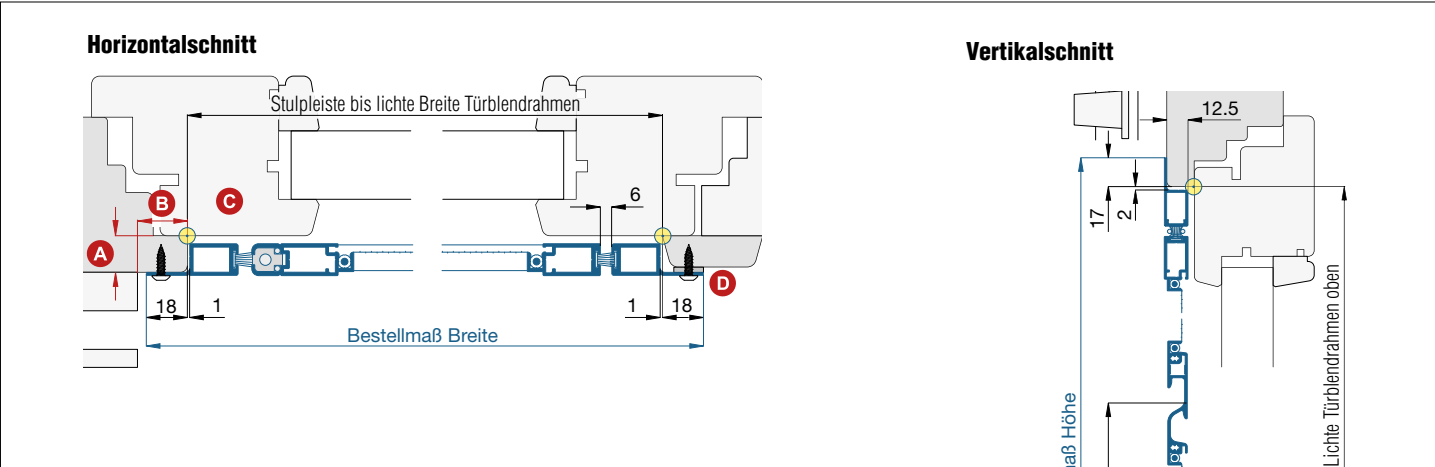 Horizontalschnitt
Vertikalschnitt
Stulpleiste bis lichte Breite Türblendrahmen
12.5
B
C
6
A
17
2
D
18
1
1
18
Bestellmaß Breite
Höhe
Lichte Türblendrahmen oben